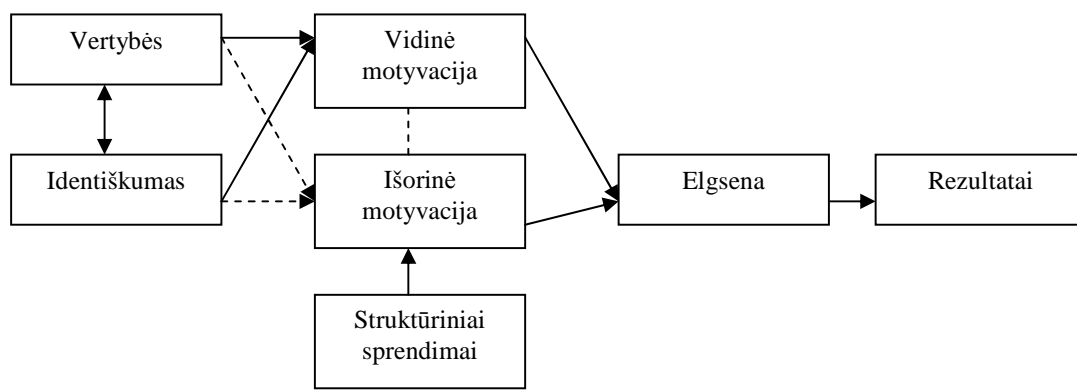 Vertybės
Vidinė
motyvacija
Identiškumas
Išorinė
motyvacija
Elgsena
Rezultatai
Struktūriniai
sprendimai